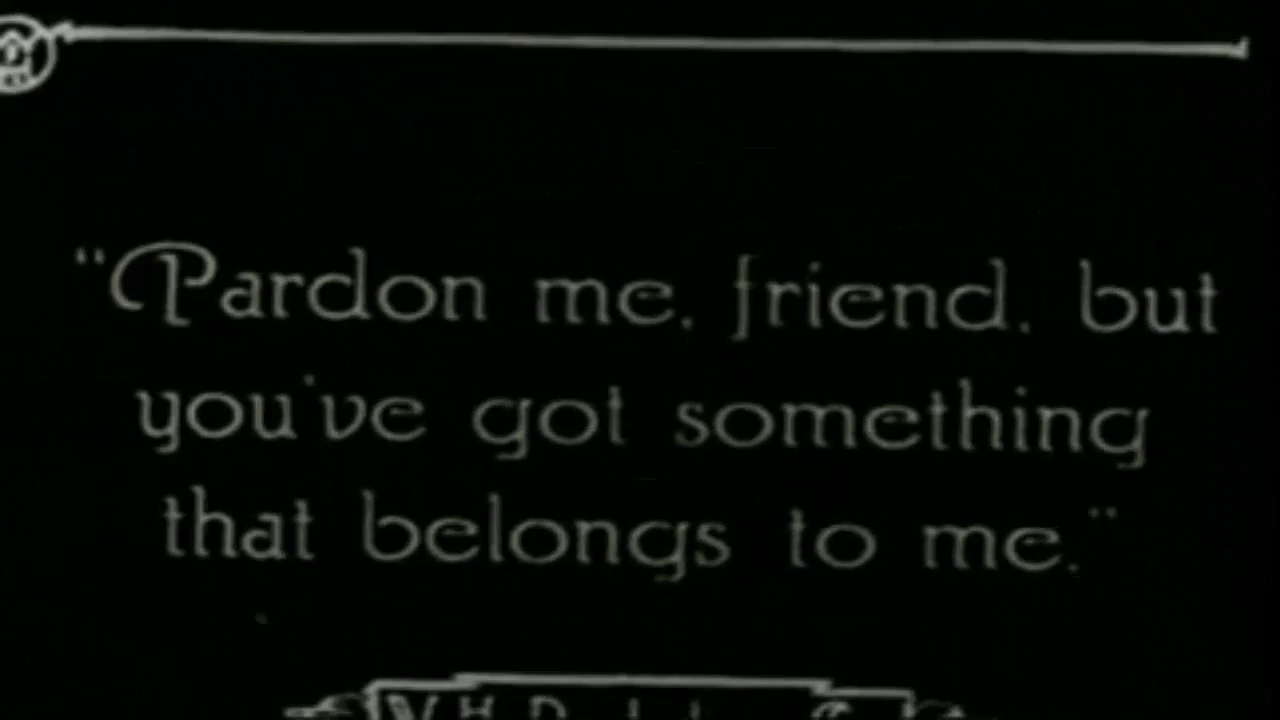 "Pardon me, friend, but
you've got something
that belongs to me."